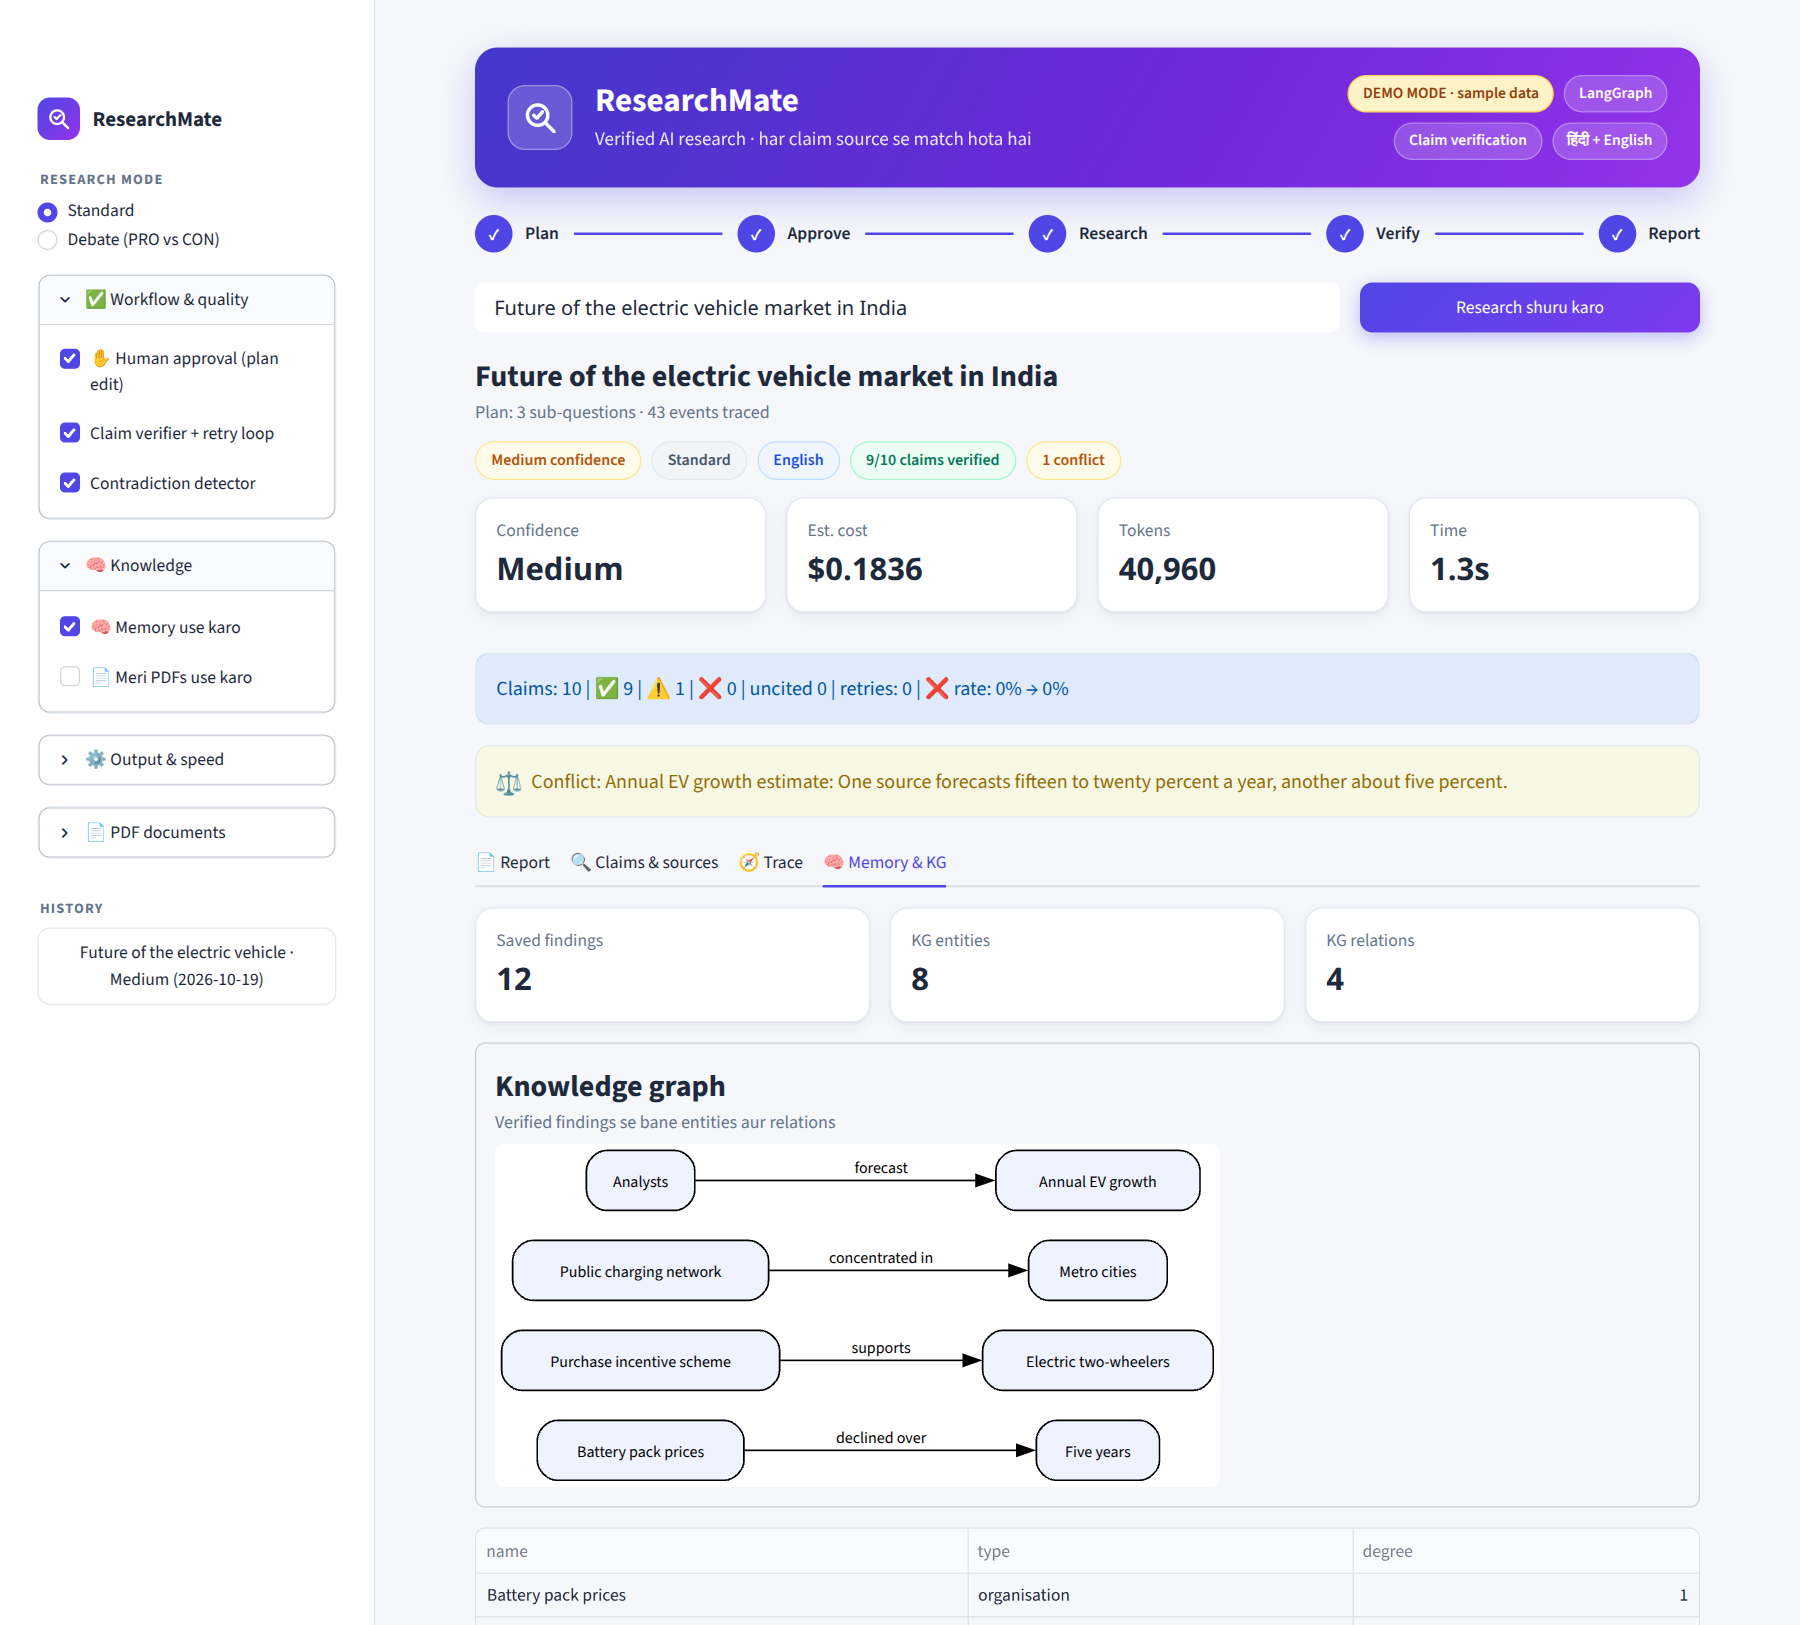 ResearchMate
RESEARCH MODE
Standard
Debate (PRO vs CON)
✅ Workflow & quality
✋ Human approval (plan
edit)
Claim verifier + retry loop
Contradiction detector
🧠 Knowledge
🧠 Memory use karo
📄 Meri PDFs use karo
⚙️ Output & speed
📄 PDF documents
HISTORY
Future of the electric vehicle ·
Medium (2026-10-19)
ResearchMate
Verified AI research · har claim source se match hota hai
DEMO MODE · sample data
LangGraph
Claim verification
हिंदी + English
✓ Plan
✓ Approve
✓ Research
✓ Verify
✓ Report
Future of the electric vehicle market in India
Research shuru karo
Future of the electric vehicle market in India
Plan: 3 sub-questions · 43 events traced
Medium confidence
Standard
English
9/10 claims verified
1 conflict
Confidence
Medium
Est. cost
$0.1836
Tokens
40,960
Time
1.3s
Claims: 10 | ✅ 9 | ⚠️ 1 | ❌ 0 | uncited 0 | retries: 0 | ❌ rate: 0% → 0%
⚖️ Conflict: Annual EV growth estimate: One source forecasts fifteen to twenty percent a year, another about five percent.
📄 Report
🔍 Claims & sources
🧭 Trace
🧠 Memory & KG
Saved findings
12
KG entities
8
KG relations
4
Knowledge graph
Verified findings se bane entities aur relations
Analysts
forecast
Annual EV growth
Public charging network
concentrated in
Metro cities
Purchase incentive scheme
supports
Electric two-wheelers
Battery pack prices
declined over
Five years
name
type
degree
Battery pack prices
organisation
1